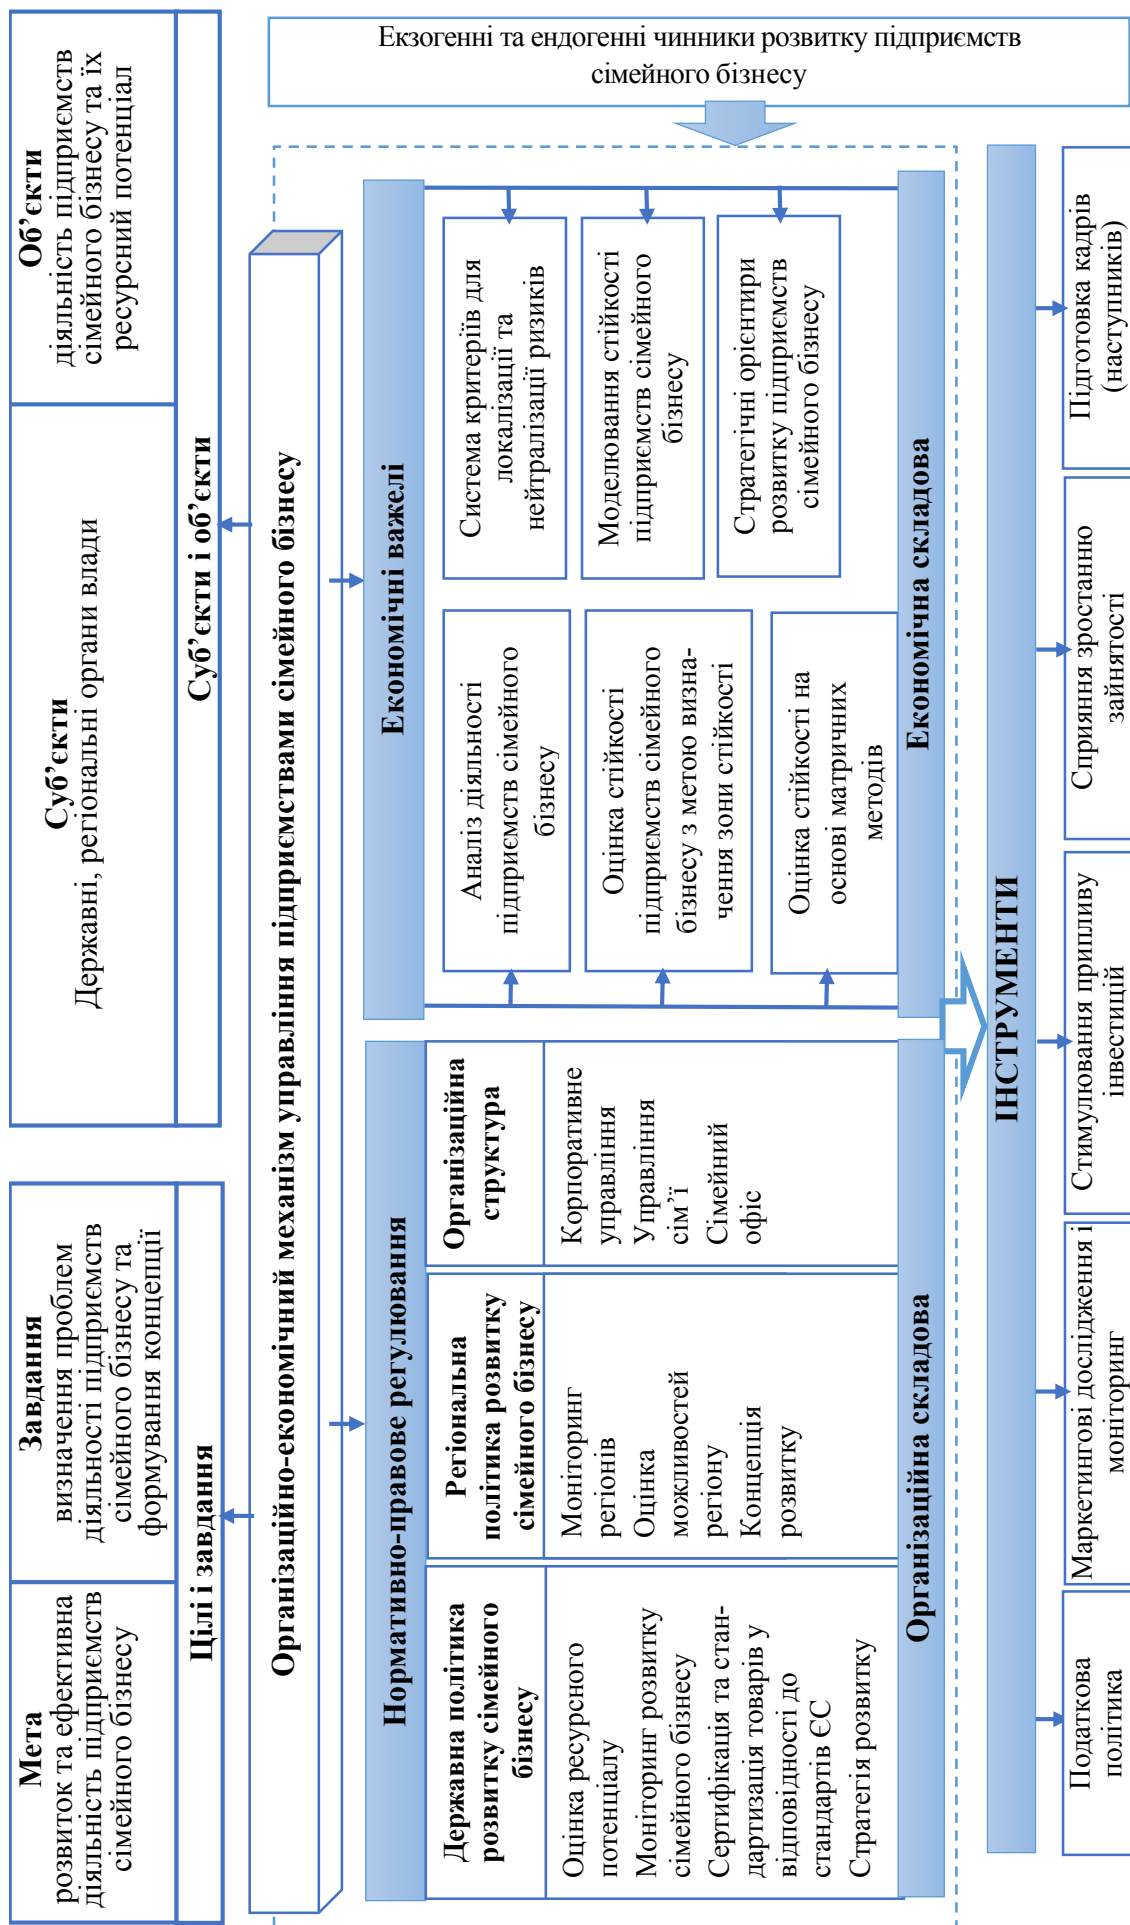 Екзогенні та ендогенні чинники розвитку підприємств
сімейного бізнесу
Мета
розвиток та ефективна
діяльність підприємств
сімейного бізнесу
Завдання
визначення проблем
діяльності підприємств
сімейного бізнесу та
формування концепції
Цілі і завдання
Суб’єкти
Державні, регіональні органи влади
Об’єкти
діяльність підприємств
сімейного бізнесу та їх
ресурсний потенціал
Суб’єкти і об’єкти
Організаційно-економічний механізм управління підприємствами сімейного бізнесу
Нормативно-правове регулювання
Державна політика
розвитку сімейного
бізнесу
Оцінка ресурсного
потенціалу
Моніторинг розвитку
сімейного бізнесу
Сертифікація та стан-
дартизація товарів у
відповідності до
стандартів ЄС
Стратегія розвитку
Регіональна
політика розвитку
сімейного бізнесу
Моніторинг
регіонів
Оцінка
можливостей
регіону
Концепція
розвитку
Організаційна
структура
Корпоративне
управління
Управління
сім’ї
Сімейний
офіс
Організаційна складова
Економічні важелі
Аналіз діяльності
підприємств сімейного
бізнесу
Оцінка стійкості
підприємств сімейного
бізнесу з метою визна-
чення зони стійкості
Оцінка стійкості на
основі матричних
методів
Система критеріїв для
локалізації та
нейтралізації ризиків
Моделювання стійкості
підприємств сімейного
бізнесу
Стратегічні орієнтири
розвитку підприємств
сімейного бізнесу
Економічна складова
ІНСТРУМЕНТИ
Податкова
політика
Маркетингові дослідження і
моніторинг
Стимулювання припливу
інвестицій
Сприяння зростанню
зайнятості
Підготовка кадрів
(наступників)